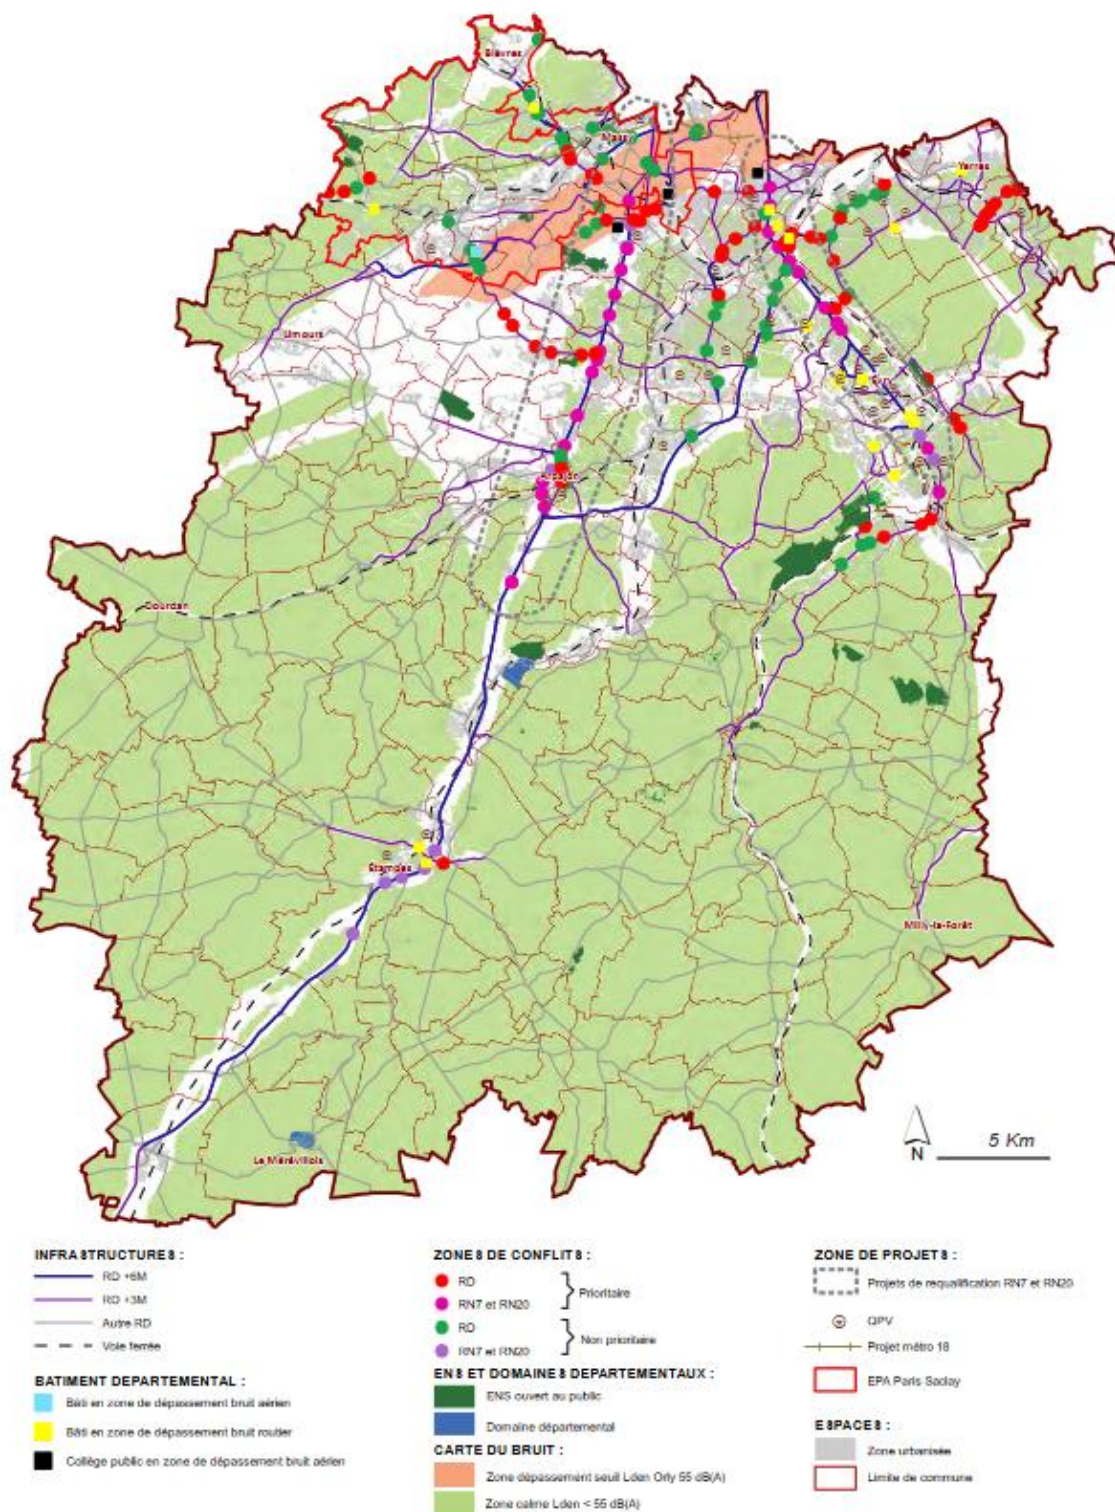 Bièvres
Massy
Yerres
Limours
Évry
Arpajon
Dourdan
Étampes
Milly-la-Forêt
Le Mérévillois
N
5 Km
INFRASTRUCTURES :
RD +6M
RD +3M
Autre RD
Voie ferrée
BATIMENT DEPARTEMENTAL :
Bâti en zone de dépassement bruit aérien
Bâti en zone de dépassement bruit routier
Collège public en zone de dépassement bruit aérien
ZONES DE CONFLITS :
RD
RN7 et RN20
Prioritaire
RD
RN7 et RN20
Non prioritaire
ENS ET DOMAINES DEPARTEMENTAUX :
ENS ouvert au public
Domaine départemental
CARTE DU BRUIT :
Zone dépassement seuil Lden Orly 55 dB(A)
Zone calme Lden < 55 dB(A)
ZONE DE PROJETS :
Projets de requalification RN7 et RN20
QPV
Projet métro 18
EPA Paris Saclay
ESPACES :
Zone urbanisée
Limite de commune